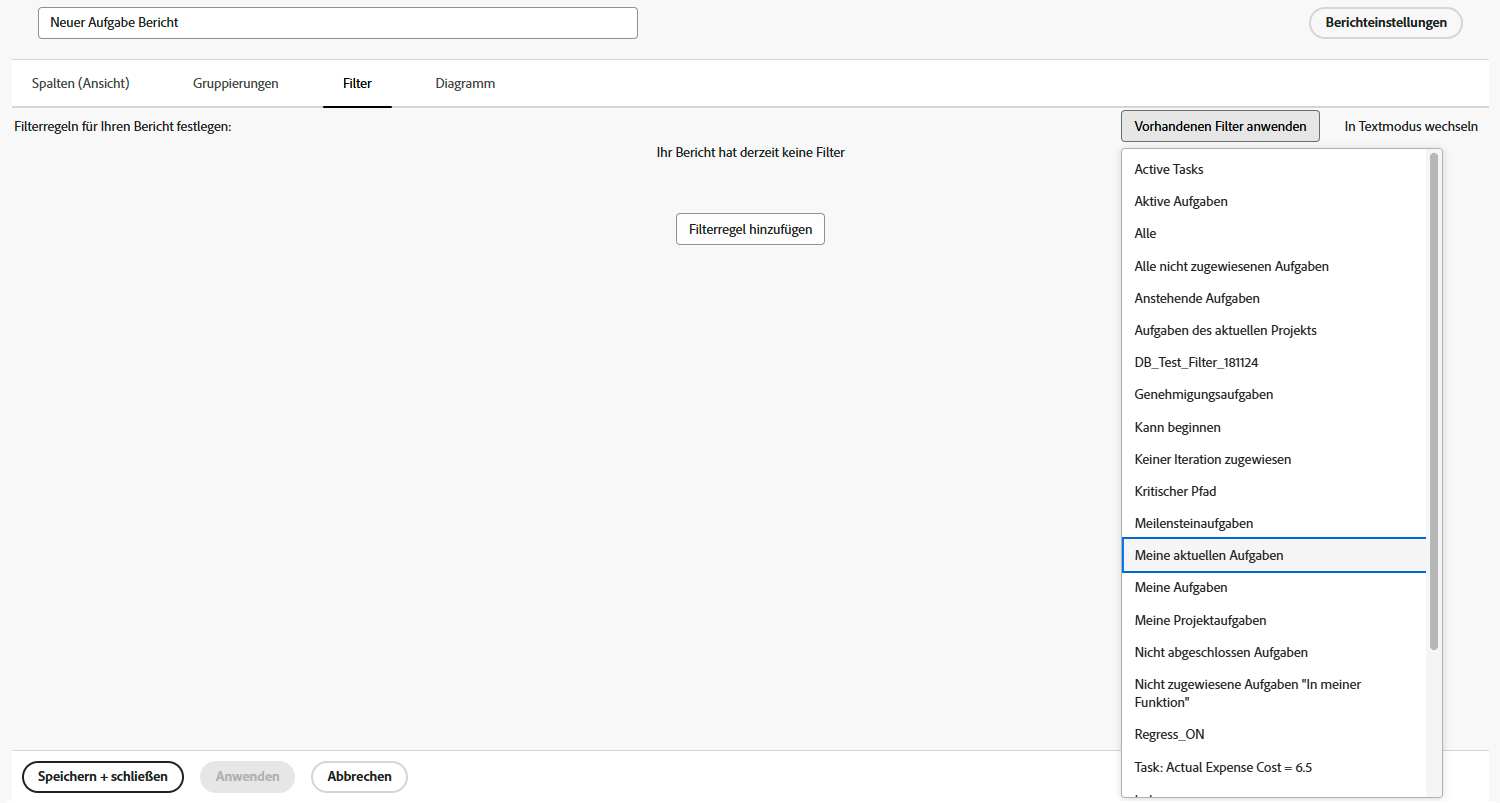 Neuer Aufgabe Bericht
Berichteinstellungen
Spalten (Ansicht)
Gruppierungen
Filter
Diagramm
Filterregeln für Ihren Bericht festlegen:
Vorhandenen Filter anwenden
In Textmodus wechseln
Ihr Bericht hat derzeit keine Filter
Filterregel hinzufügen
Active Tasks
Aktive Aufgaben
Alle
Alle nicht zugewiesenen Aufgaben
Anstehende Aufgaben
Aufgaben des aktuellen Projekts
DB_Test_Filter_181124
Genehmigungsaufgaben
Kann beginnen
Keiner Iteration zugewiesen
Kritischer Pfad
Meilensteinaufgaben
Meine aktuellen Aufgaben
Meine Aufgaben
Meine Projektaufgaben
Nicht abgeschlossen Aufgaben
Nicht zugewiesene Aufgaben "In meiner
Funktion"
Regress_ON
Task: Actual Expense Cost = 6.5
Speichern + schließen
Anwenden
Abbrechen